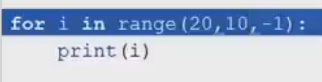 for i in range(20,10,-1):
    print(i)